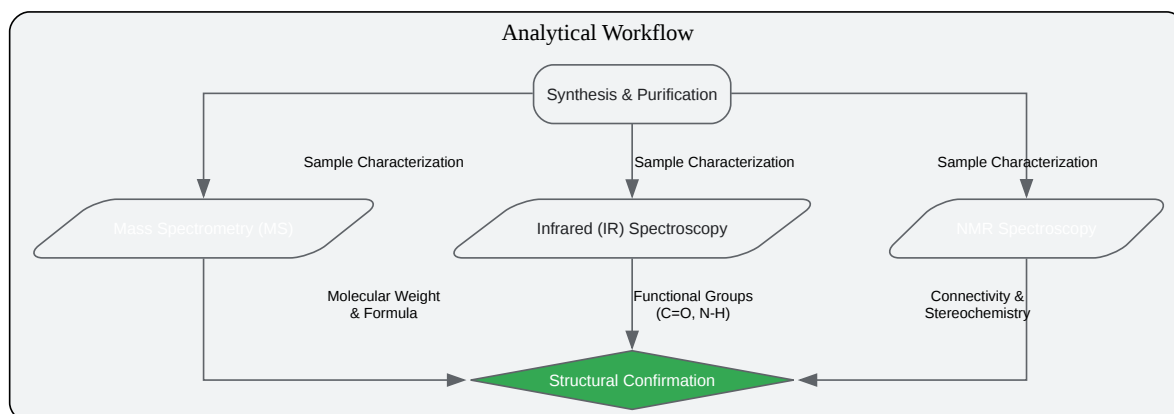 Analytical Workflow
Synthesis & Purification
Sample Characterization
Sample Characterization
Sample Characterization
Mass Spectrometry (MS)
Infrared (IR) Spectroscopy
NMR Spectroscopy
Molecular Weight
& Formula
Functional Groups
(C=O, N-H)
Connectivity &
Stereochemistry
Structural Confirmation